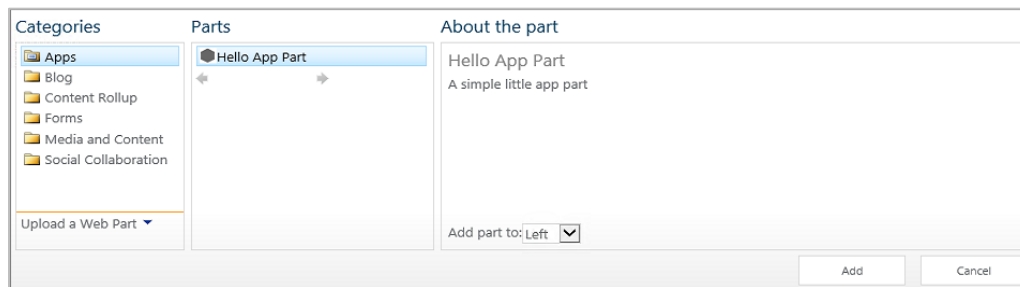 Categories
Parts
About the part
Apps
Blog
Content Rollup
Forms
Media and Content
Social Collaboration
Upload a Web Part
Hello App Part
Hello App Part
A simple little app part
Add part to: Left
Add
Cancel